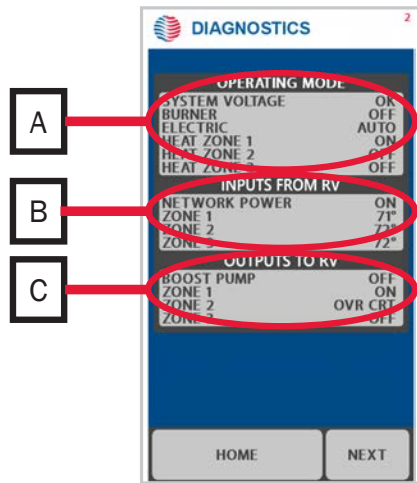 DIAGNOSTICS
2
OPERATING MODE
SYSTEM VOLTAGE OK
BURNER OFF
ELECTRIC AUTO
HEAT ZONE 1 ON
HEAT ZONE 2 OFF
HEAT ZONE OFF
A
INPUTS FROM RV
NETWORK POWER ON
ZONE 1 71°
ZONE 2 72°
ZONE 3 72°
B
OUTPUTS TO RV
BOOST PUMP OFF
ZONE 1 ON
ZONE 2 OVR CRT
ZONE OFF
C
HOME
NEXT